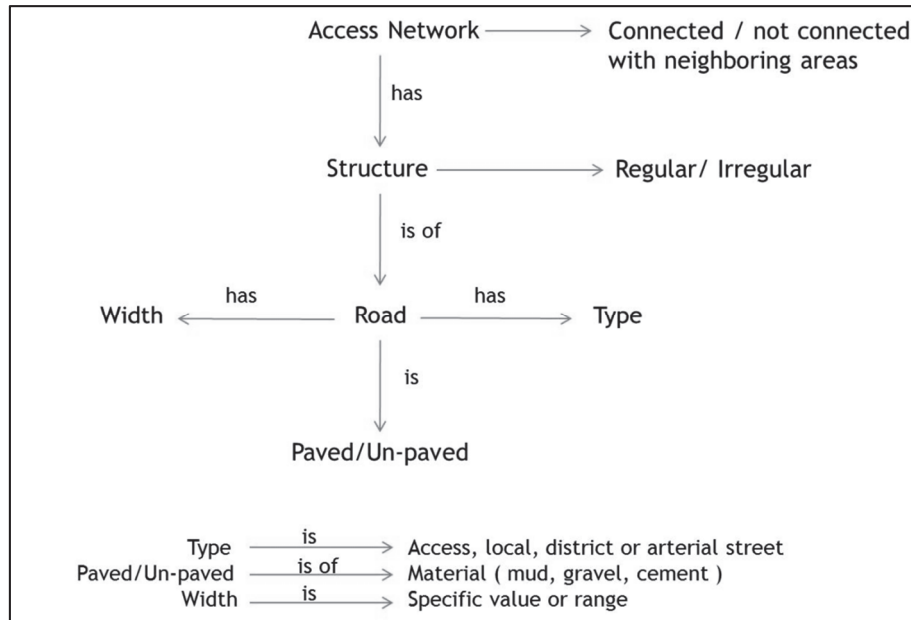 Access Network Connected / not connected
with neighboring areas
has
Structure Regular/ Irregular
is of
has has
Width Road Type
is
Paved/Un-paved
Type is Access, local, district or arterial street
Paved/Un-paved is of Material ( mud, gravel, cement )
Width is Specific value or range